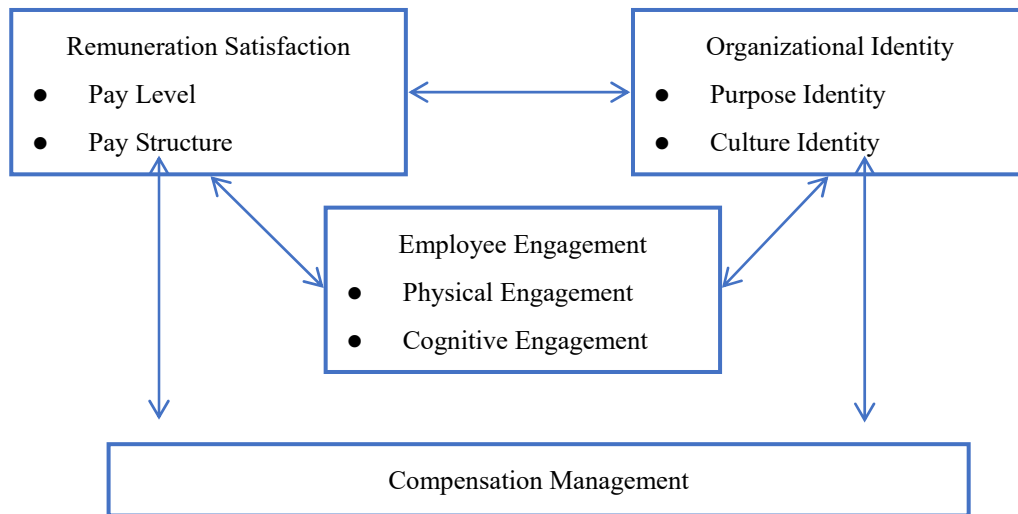 Remuneration Satisfaction
● Pay Level
● Pay Structure
Organizational Identity
● Purpose Identity
● Culture Identity
Employee Engagement
● Physical Engagement
● Cognitive Engagement
Compensation Management